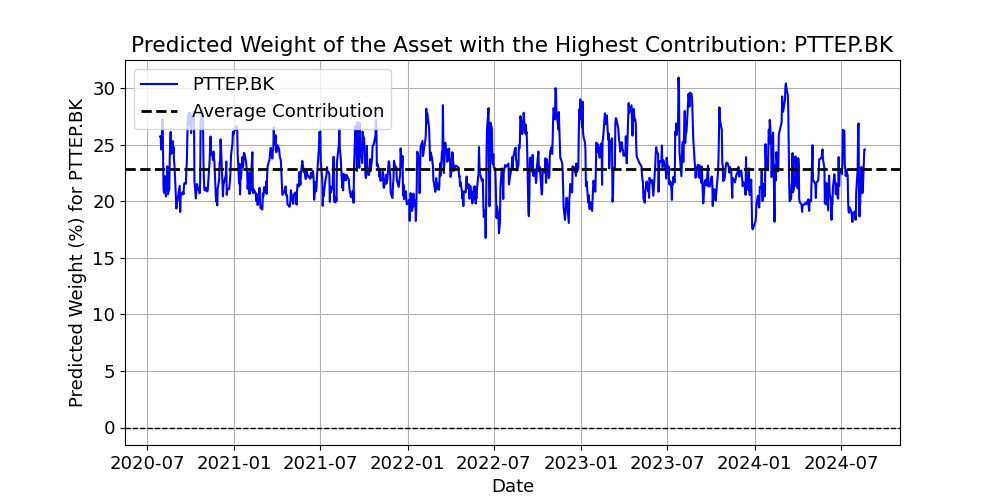 Predicted Weight of the Asset with the Highest Contribution: PTTEP.BK
PTTEP.BK
Average Contribution
Predicted Weight (%) for PTTEP.BK
30
25
20
15
10
5
0
2020-07 2021-01 2021-07 2022-01 2022-07 2023-01 2023-07 2024-01 2024-07
Date